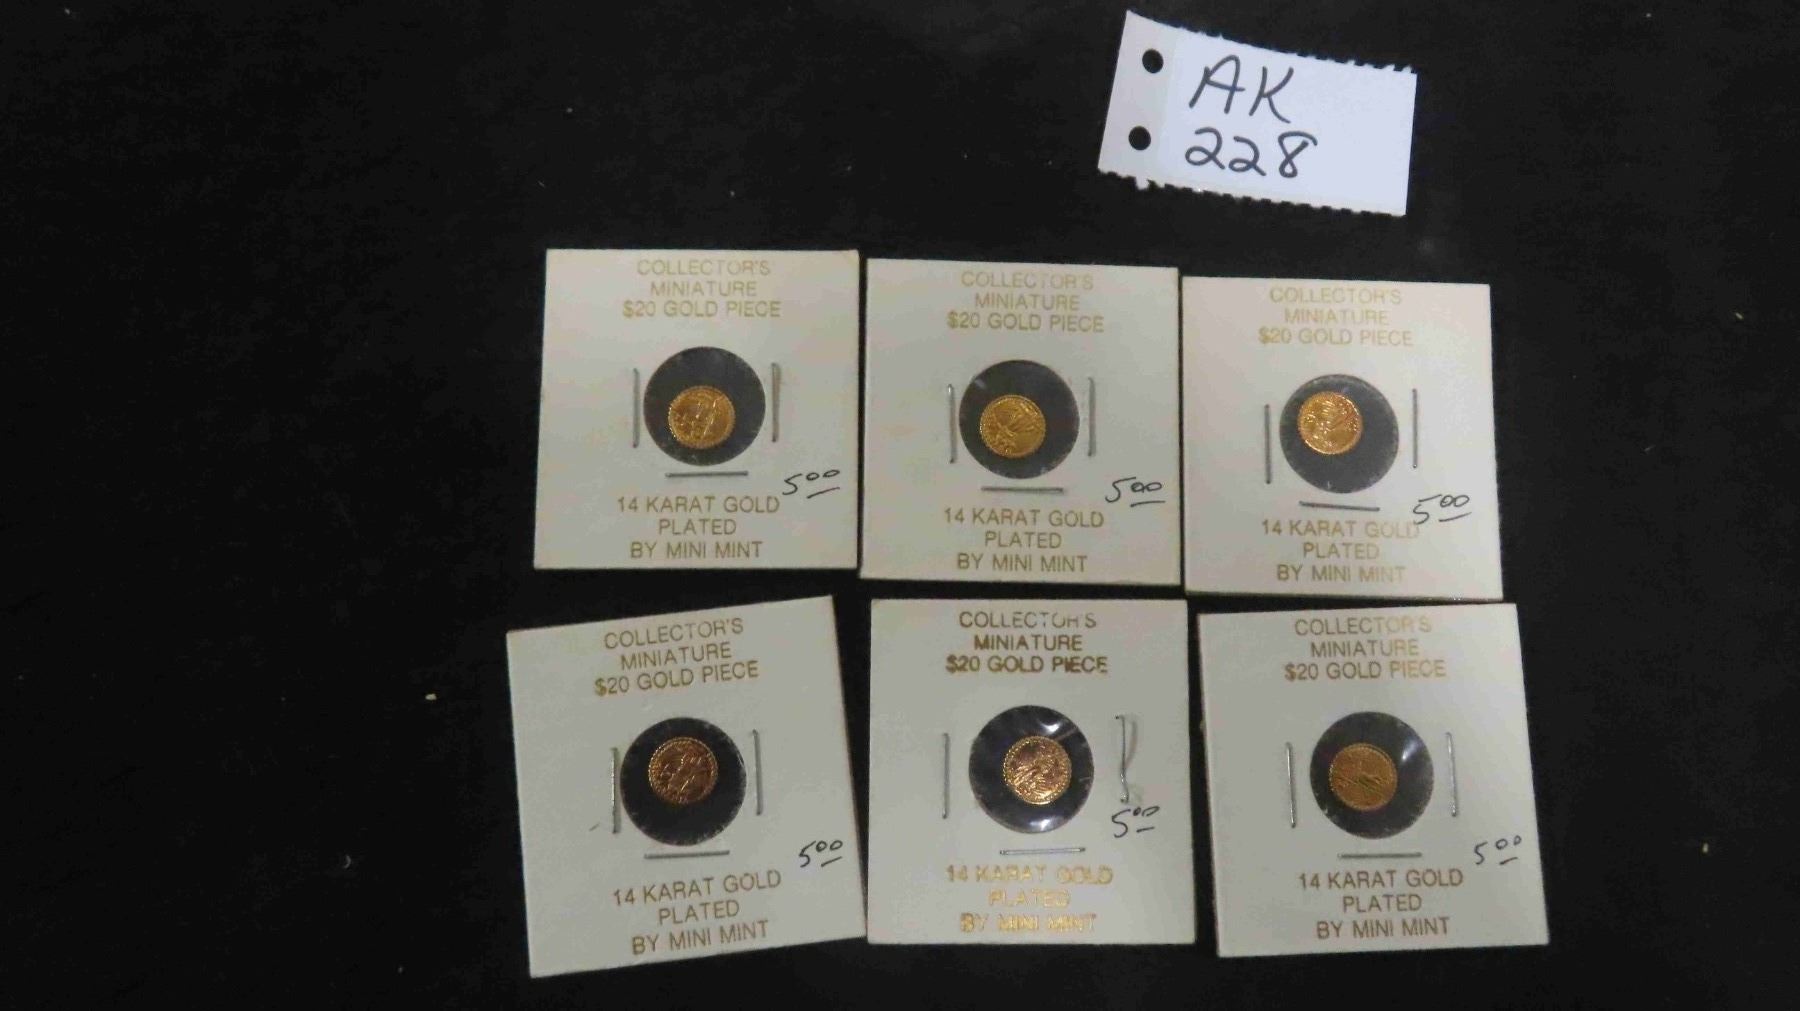 AK
228
COLLECTOR'S
MINIATURE
$20 GOLD PIECE
5.00
14 KARAT GOLD
PLATED
BY MINI MINT
COLLECTOR'S
MINIATURE
$20 GOLD PIECE
5.00
14 KARAT GOLD
PLATED
BY MINI MINT
COLLECTOR'S
MINIATURE
$20 GOLD PIECE
5.00
14 KARAT GOLD
PLATED
BY MINI MINT
COLLECTOR'S
MINIATURE
$20 GOLD PIECE
5.00
14 KARAT GOLD
PLATED
BY MINI MINT
COLLECTOR'S
MINIATURE
$20 GOLD PIECE
5.00
14 KARAT GOLD
PLATED
BY MINI MINT
COLLECTOR'S
MINIATURE
$20 GOLD PIECE
5.00
14 KARAT GOLD
PLATED
BY MINI MINT